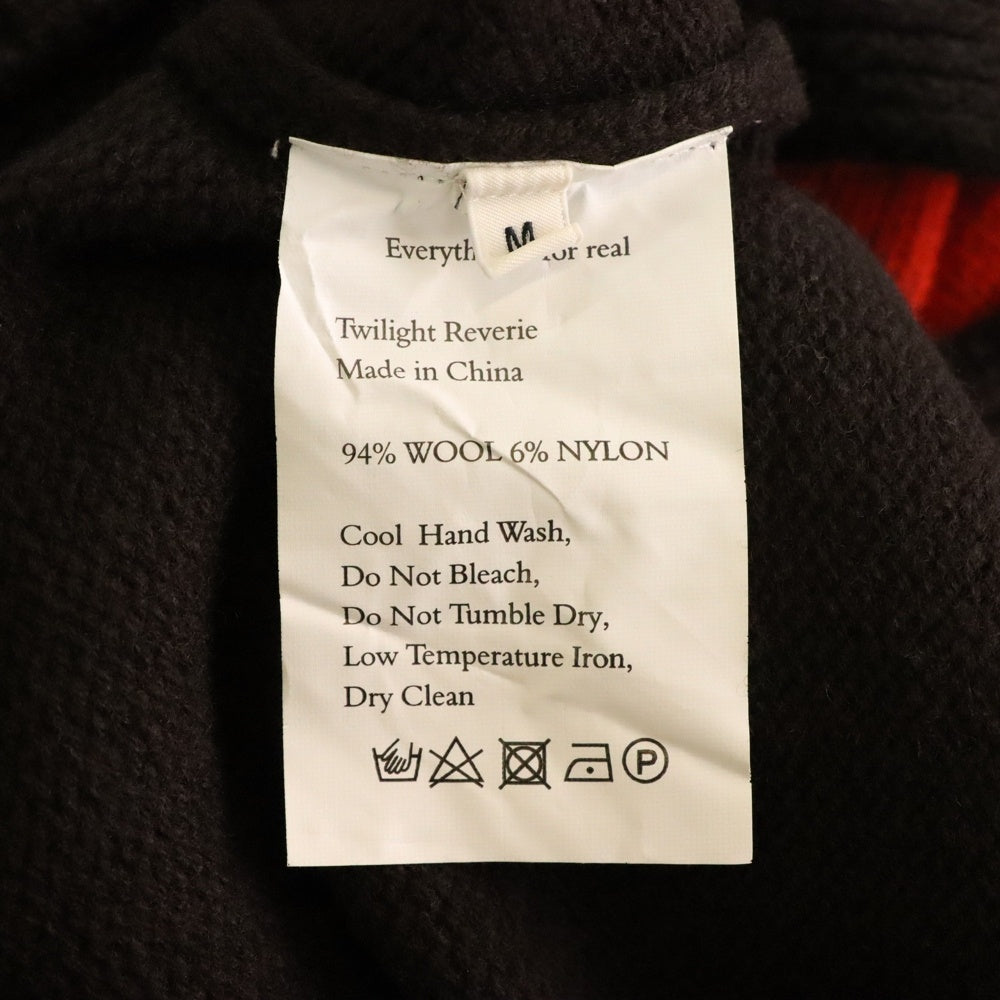 M
for real
Twilight Reverie
Made in China
94% WOOL 6% NYLON
Cool Hand Wash,
Do Not Bleach,
Do Not Tumble Dry,
Low Temperature Iron,
Dry Clean
P